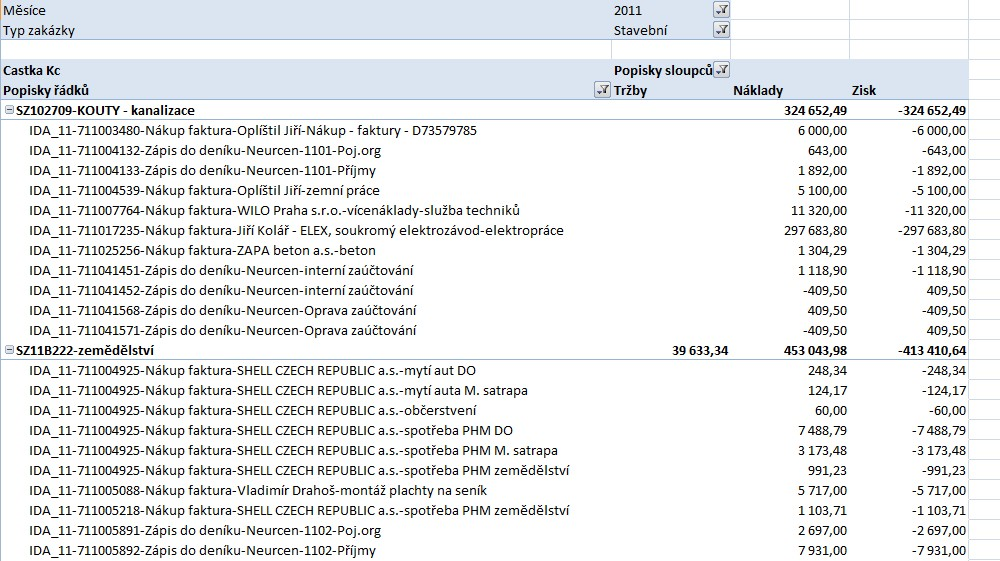 Měsíce 2011
Typ zakázky Stavební
Castka Kc Popisky sloupců
Popisky řádků Tržby Náklady Zisk
SZ102709-KOUTY - kanalizace 324 652,49 -324 652,49
IDA_11-711003480-Nákup faktura-Oplíštil Jiří-Nákup - faktury - D73579785 6 000,00 -6 000,00
IDA_11-711004132-Zápis do deníku-Neurcen-1101-Poj.org 643,00 -643,00
IDA_11-711004133-Zápis do deníku-Neurcen-1101-Příjmy 1 892,00 -1 892,00
IDA_11-711004539-Nákup faktura-Oplíštil Jiří-zemní práce 5 100,00 -5 100,00
IDA_11-711007764-Nákup faktura-WILO Praha s.r.o.-vícenáklady-služba techniků 11 320,00 -11 320,00
IDA_11-711017235-Nákup faktura-Jiří Kolář - ELEX, soukromý elektrozávod-elektropráce 297 683,80 -297 683,80
IDA_11-711025256-Nákup faktura-ZAPA beton a.s.-beton 1 304,29 -1 304,29
IDA_11-711041451-Zápis do deníku-Neurcen-interní zaúčtování 1 118,90 -1 118,90
IDA_11-711041452-Zápis do deníku-Neurcen-interní zaúčtování -409,50 409,50
IDA_11-711041568-Zápis do deníku-Neurcen-Oprava zaúčtování 409,50 -409,50
IDA_11-711041571-Zápis do deníku-Neurcen-Oprava zaúčtování -409,50 409,50
SZ11B222-zemědělství 39 633,34 453 043,98 -413 410,64
IDA_11-711004925-Nákup faktura-SHELL CZECH REPUBLIC a.s.-mytí aut DO 248,34 -248,34
IDA_11-711004925-Nákup faktura-SHELL CZECH REPUBLIC a.s.-mytí auta M. satrapa 124,17 -124,17
IDA_11-711004925-Nákup faktura-SHELL CZECH REPUBLIC a.s.-občerstvení 60,00 -60,00
IDA_11-711004925-Nákup faktura-SHELL CZECH REPUBLIC a.s.-spotřeba PHM DO 7 488,79 -7 488,79
IDA_11-711004925-Nákup faktura-SHELL CZECH REPUBLIC a.s.-spotřeba PHM M. satrapa 3 173,48 -3 173,48
IDA_11-711004925-Nákup faktura-SHELL CZECH REPUBLIC a.s.-spotřeba PHM zemědělství 991,23 -991,23
IDA_11-711005088-Nákup faktura-Vladimír Drahoš-montáž plachty na seník 5 717,00 -5 717,00
IDA_11-711005218-Nákup faktura-SHELL CZECH REPUBLIC a.s.-spotřeba PHM zemědělství 1 103,71 -1 103,71
IDA_11-711005891-Zápis do deníku-Neurcen-1102-Poj.org 2 697,00 -2 697,00
IDA_11-711005892-Zápis do deníku-Neurcen-1102-Příjmy 7 931,00 -7 931,00